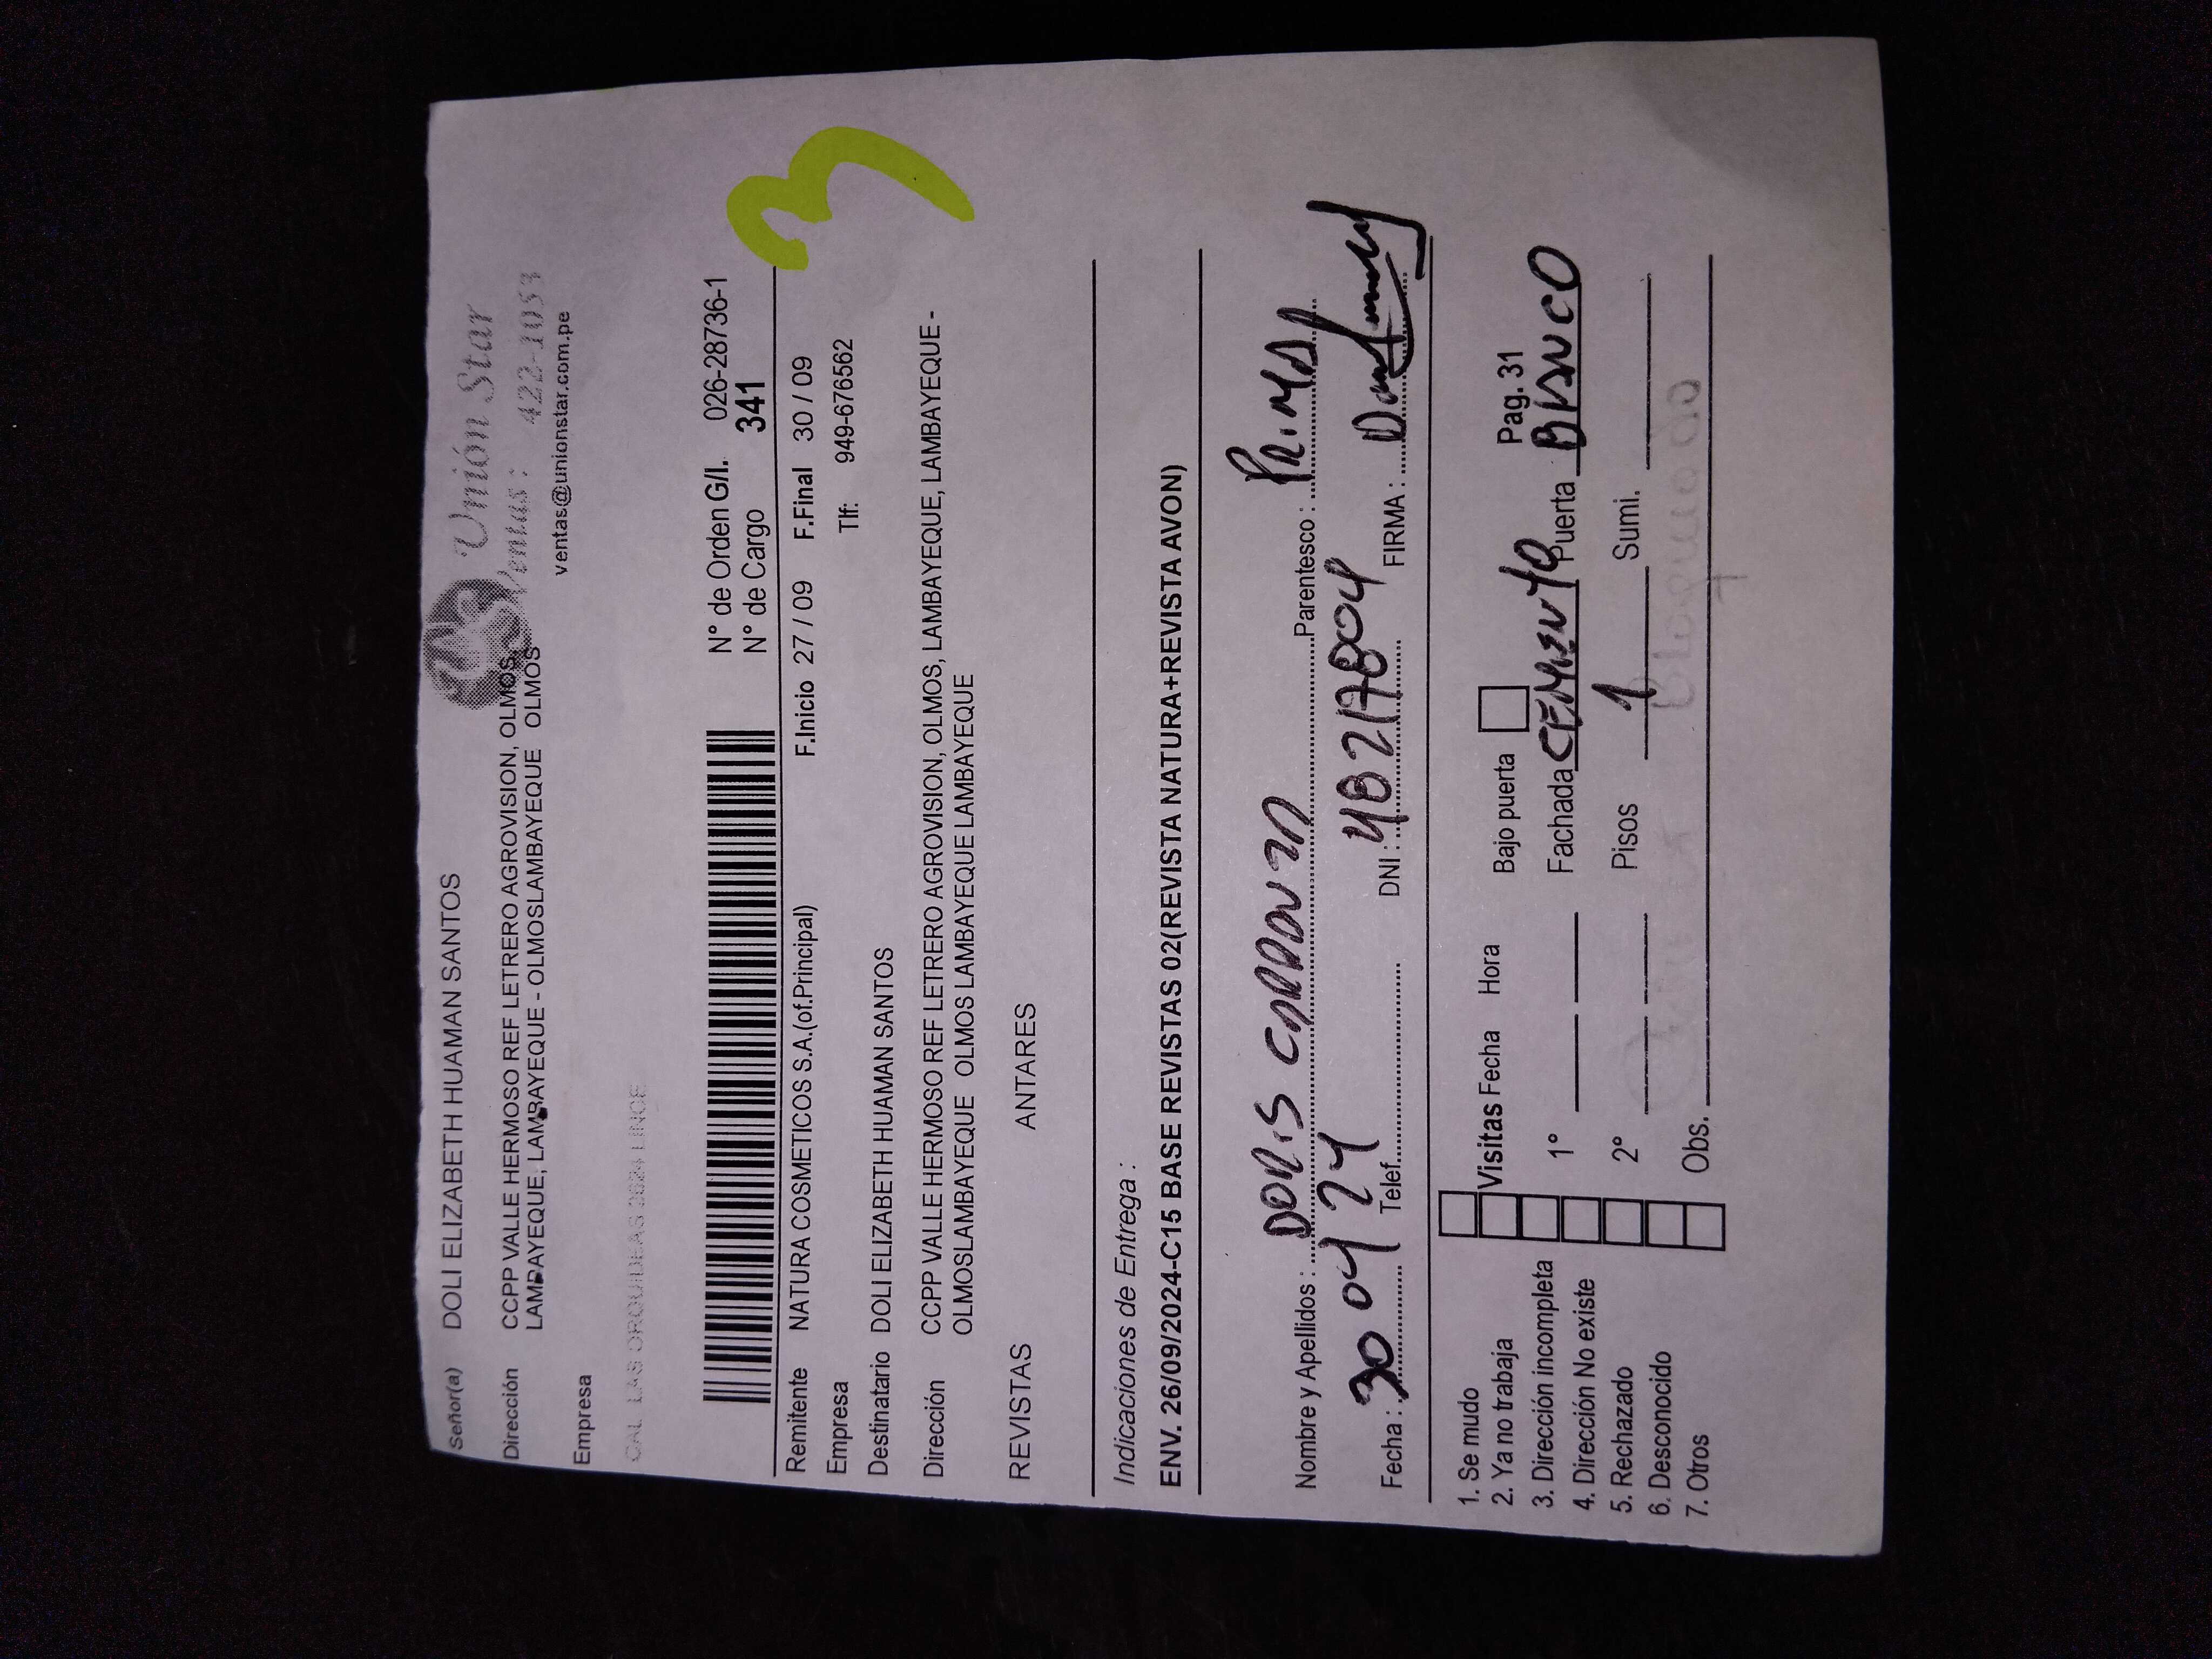 Señor(a) DOLI ELIZABETH HUAMAN SANTOS
Unión Star
Ventas : 422-1053
ventas@unionstar.com.pe
Dirección CCPP VALLE HERMOSO REF LETRERO AGROVISION, OLMOS,
LAMBAYEQUE, LAMBAYEQUE - OLMOSLAMBAYEQUE OLMOS
Empresa
CAL. LAS ORQUIDEAS LINCE
N° de Orden G/I. 026-28736-1
N° de Cargo 341
3
Remitente NATURA COSMETICOS S.A.(of.Principal) F.Inicio 27 / 09 F.Final 30 / 09
Empresa Tlf: 949-676562
Destinatario DOLI ELIZABETH HUAMAN SANTOS
Dirección CCPP VALLE HERMOSO REF LETRERO AGROVISION, OLMOS, LAMBAYEQUE, LAMBAYEQUE -
OLMOSLAMBAYEQUE OLMOS LAMBAYEQUE LAMBAYEQUE
REVISTAS ANTARES
Indicaciones de Entrega :
ENV. 26/09/2024-C15 BASE REVISTAS 02(REVISTA NATURA+REVISTA AVON)
Nombre y Apellidos : DORIS Parentesco : PRIMA
Fecha : 30 09 24 Telef. DNI : 48217804 FIRMA :
1. Se mudo
2. Ya no trabaja
3. Dirección incompleta
4. Dirección No existe
5. Rechazado
6. Desconocido
7. Otros
Visitas Fecha Hora Bajo puerta Pag. 31
1° Fachada CEMENTO Puerta BLANCO
2° Pisos 1 Sumi.
Obs.